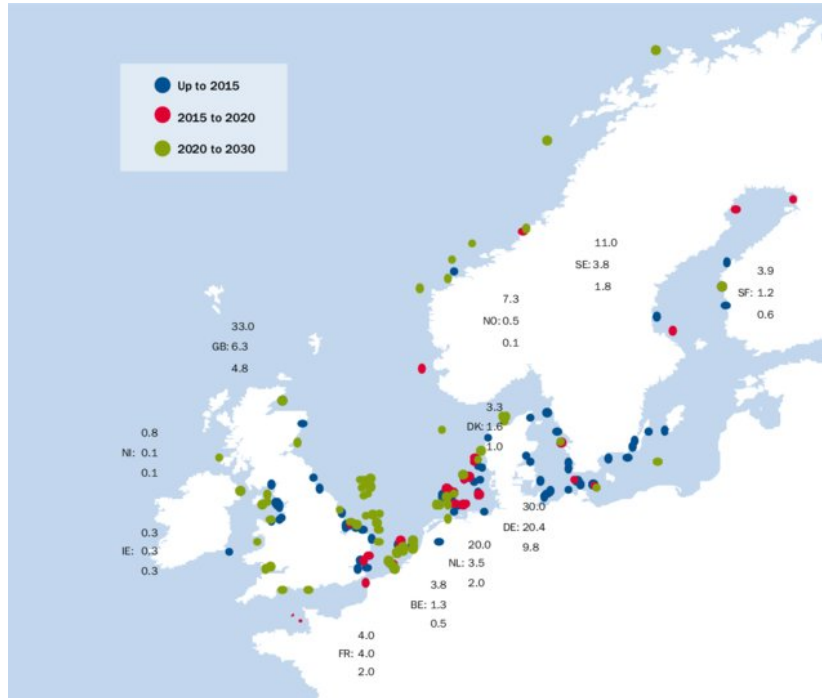 Up to 2015
2015 to 2020
2020 to 2030
11.0
SE: 3.8
1.8
3.9
SF: 1.2
0.6
7.3
NO: 0.5
0.1
33.0
GB: 6.3
4.8
3.3
DK: 1.6
1.0
0.8
NI: 0.1
0.1
30.0
DE: 20.4
9.8
0.3
IE: 0.3
0.3
20.0
NL: 3.5
2.0
3.8
BE: 1.3
0.5
4.0
FR: 4.0
2.0